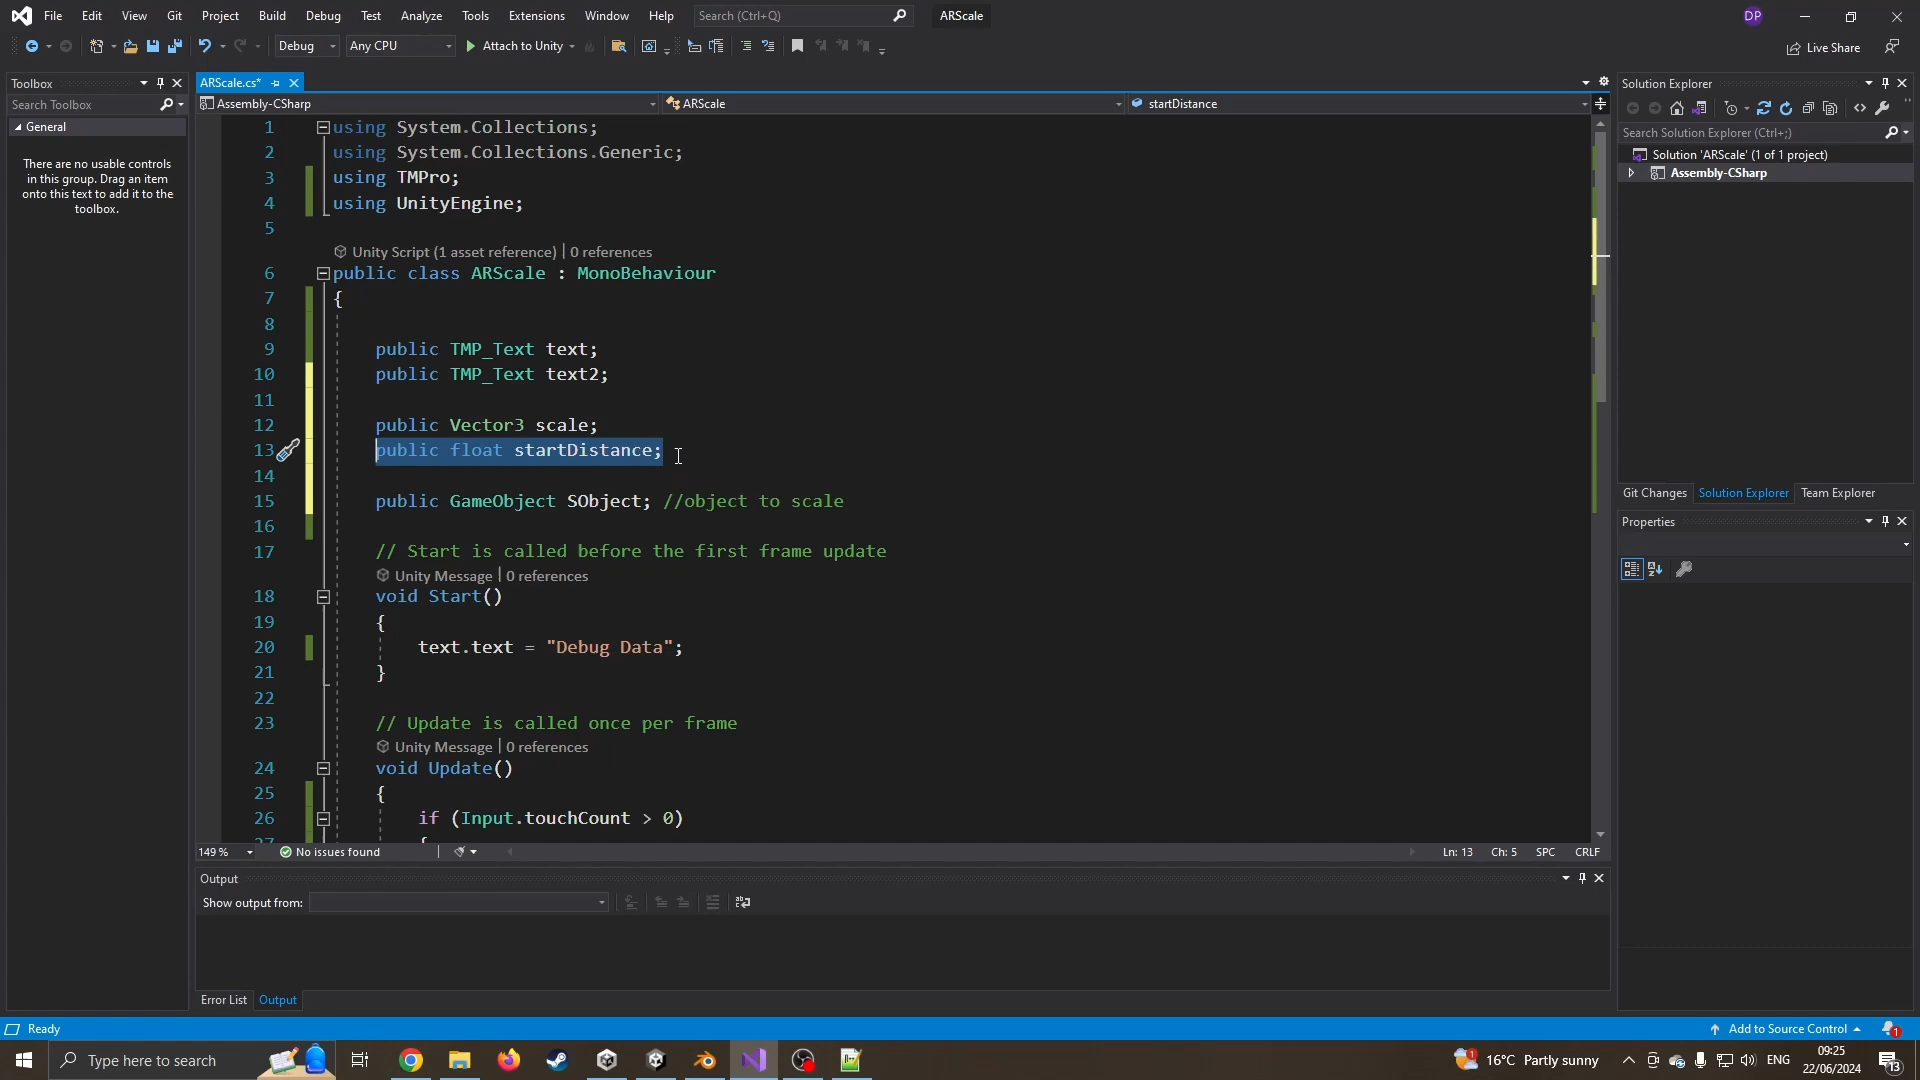 File Edit View Git Project Build Debug Test Analyze Tools Extensions Window Help Search (Ctrl+Q) ARScale DP
Debug Any CPU Attach to Unity Live Share
Toolbox
Search Toolbox
General
There are no usable controls
in this group. Drag an item
onto this text to add it to the
toolbox.
ARScale.cs*
Assembly-CSharp ARScale startDistance
1 using System.Collections;
2 using System.Collections.Generic;
3 using TMPro;
4 using UnityEngine;
5
Unity Script (1 asset reference) | 0 references
6 public class ARScale : MonoBehaviour
7 {
8
9 public TMP_Text text;
10 public TMP_Text text2;
11
12 public Vector3 scale;
13 public float startDistance;
14
15 public GameObject SObject; //object to scale
16
17 // Start is called before the first frame update
Unity Message | 0 references
18 void Start()
19 {
20 text.text = "Debug Data";
21 }
22
23 // Update is called once per frame
Unity Message | 0 references
24 void Update()
25 {
26 if (Input.touchCount > 0)
27 {
149 % No issues found Ln: 13 Ch: 5 SPC CRLF
Output
Show output from:
Error List Output
Solution Explorer
Search Solution Explorer (Ctrl+;)
Solution 'ARScale' (1 of 1 project)
Assembly-CSharp
Git Changes Solution Explorer Team Explorer
Properties
Ready Add to Source Control 1
Type here to search 16°C Partly sunny ENG 09:25
22/06/2024 13